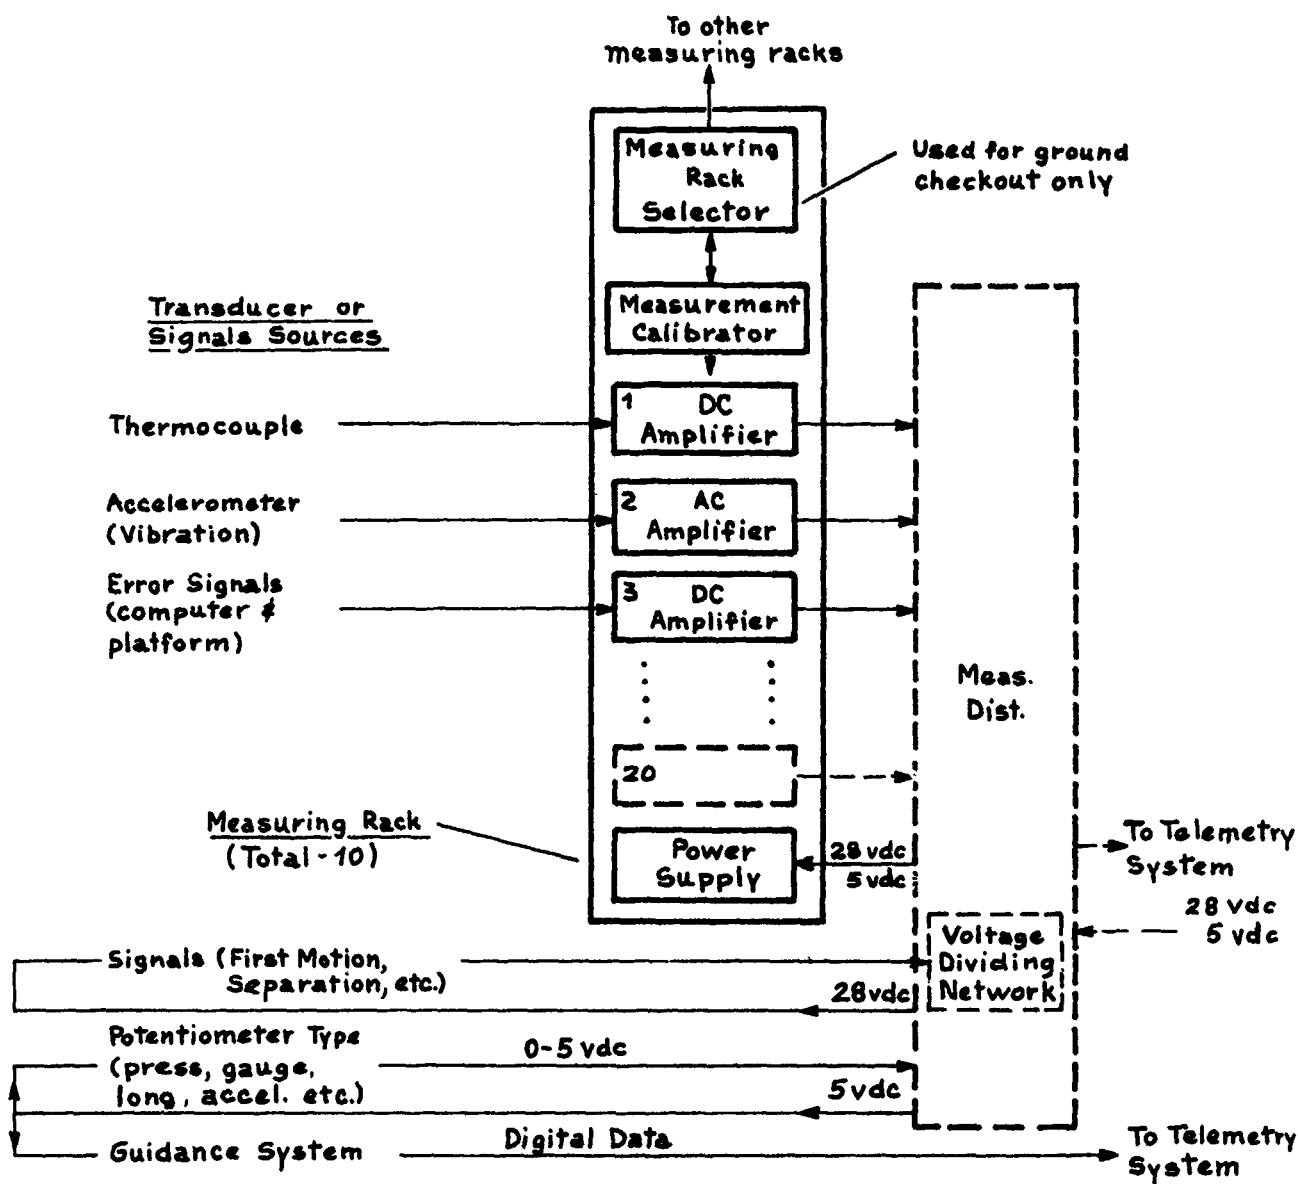 To other
measuring racks
Measuring
Rack
Selector
Used for ground
checkout only
Transducer or
Signals Sources
Measurement
Calibrator
Thermocouple
1 DC
Amplifier
Accelerometer
(Vibration)
2 AC
Amplifier
Error Signals
(computer &
platform)
3 DC
Amplifier
Meas.
Dist.
20
Measuring Rack
(Total-10)
Power
Supply
28 vdc
5 vdc
To Telemetry
System
28 vdc
5 vdc
Voltage
Dividing
Network
Signals (First Motion,
Separation, etc.)
28vdc
Potentiometer Type
(press, gauge,
long, accel. etc.)
0-5 vdc
5vdc
Guidance System
Digital Data
To Telemetry
System